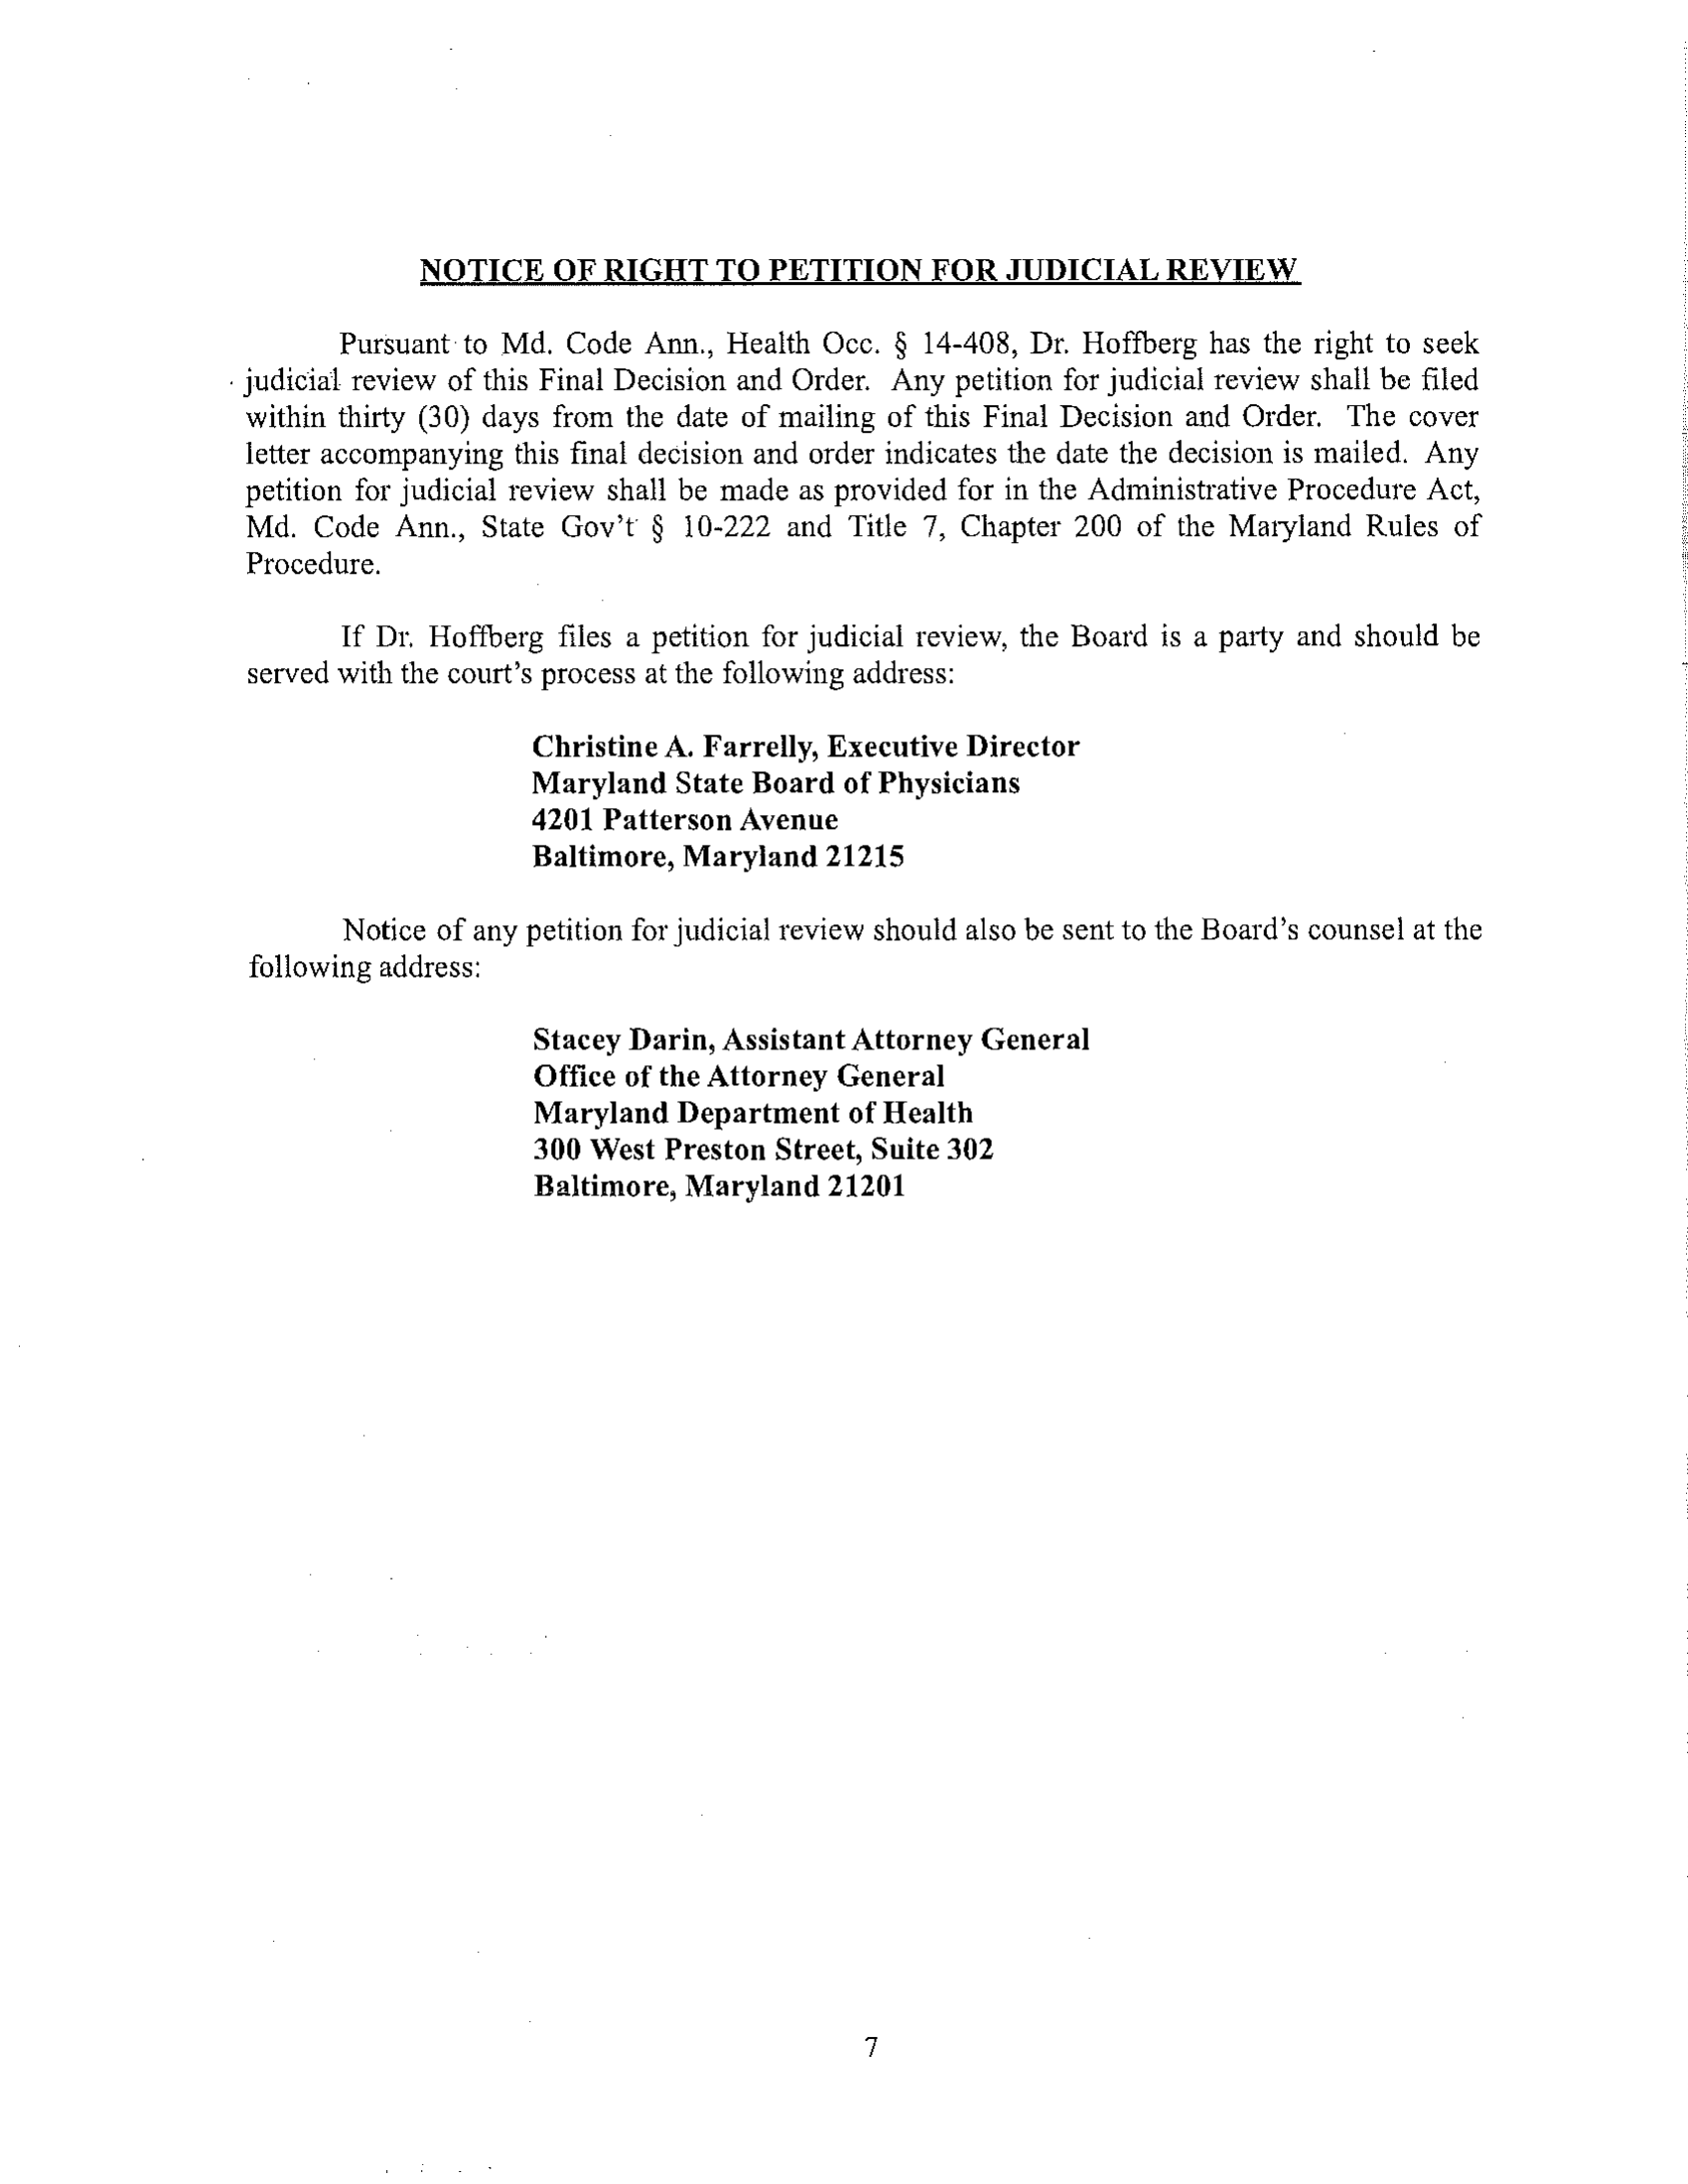 NOTICE OF RIGHT TO PETITION FOR JUDICIAL REVIEW
Pursuant to Md. Code Ann., Health Occ. § 14-408, Dr. Hoffberg has the right to seek
judicial review of this Final Decision and Order. Any petition for judicial review shall be filed
within thirty (30) days from the date of mailing of this Final Decision and Order. The cover
letter accompanying this final decision and order indicates the date the decision is mailed. Any
petition for judicial review shall be made as provided for in the Administrative Procedure Act,
Md. Code Ann., State Gov't § 10-222 and Title 7, Chapter 200 of the Maryland Rules of
Procedure.
If Dr. Hoffberg files a petition for judicial review, the Board is a party and should be
served with the court's process at the following address:
Christine A. Farrelly, Executive Director
Maryland State Board of Physicians
4201 Patterson Avenue
Baltimore, Maryland 21215
Notice of any petition for judicial review should also be sent to the Board's counsel at the
following address:
Stacey Darin, Assistant Attorney General
Office of the Attorney General
Maryland Department of Health
300 West Preston Street, Suite 302
Baltimore, Maryland 21201
7